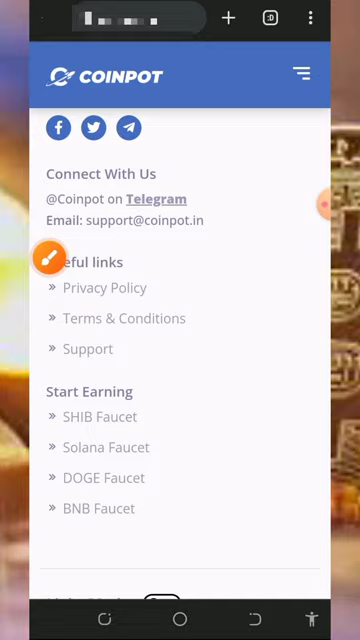 :D
COINPOT
Connect With Us
@Coinpot on Telegram
Email: support@coinpot.in
eful links
Privacy Policy
Terms & Conditions
Support
Start Earning
SHIB Faucet
Solana Faucet
DOGE Faucet
BNB Faucet